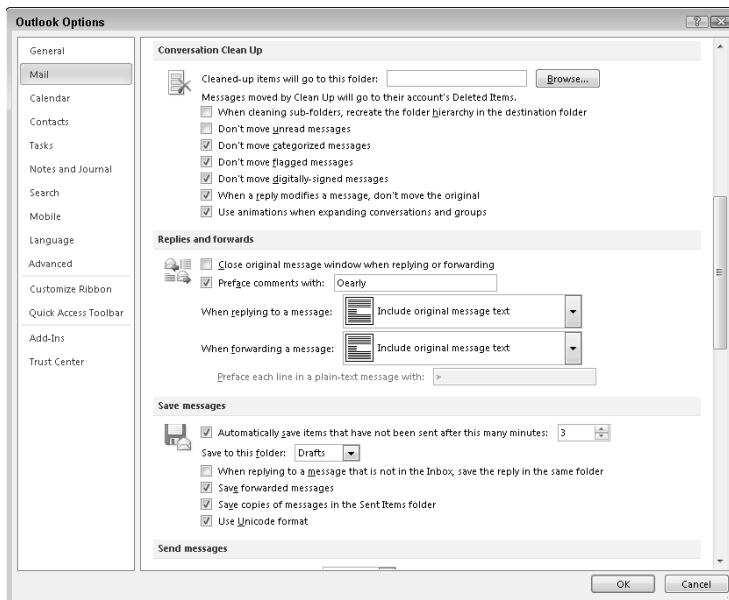 Outlook Options
General
Mail
Calendar
Contacts
Tasks
Notes and Journal
Search
Mobile
Language
Advanced
Customize Ribbon
Quick Access Toolbar
Add-Ins
Trust Center
Conversation Clean Up
Cleaned-up items will go to this folder: Browse...
Messages moved by Clean Up will go to their account's Deleted Items.
When cleaning sub-folders, recreate the folder hierarchy in the destination folder
Don't move unread messages
Don't move categorized messages
Don't move flagged messages
Don't move digitally-signed messages
When a reply modifies a message, don't move the original
Use animations when expanding conversations and groups
Replies and forwards
Close original message window when replying or forwarding
Preface comments with: Oearly
When replying to a message: Include original message text
When forwarding a message: Include original message text
Preface each line in a plain-text message with: >
Save messages
Automatically save items that have not been sent after this many minutes: 3
Save to this folder: Drafts
When replying to a message that is not in the Inbox, save the reply in the same folder
Save forwarded messages
Save copies of messages in the Sent Items folder
Use Unicode format
Send messages
OK Cancel